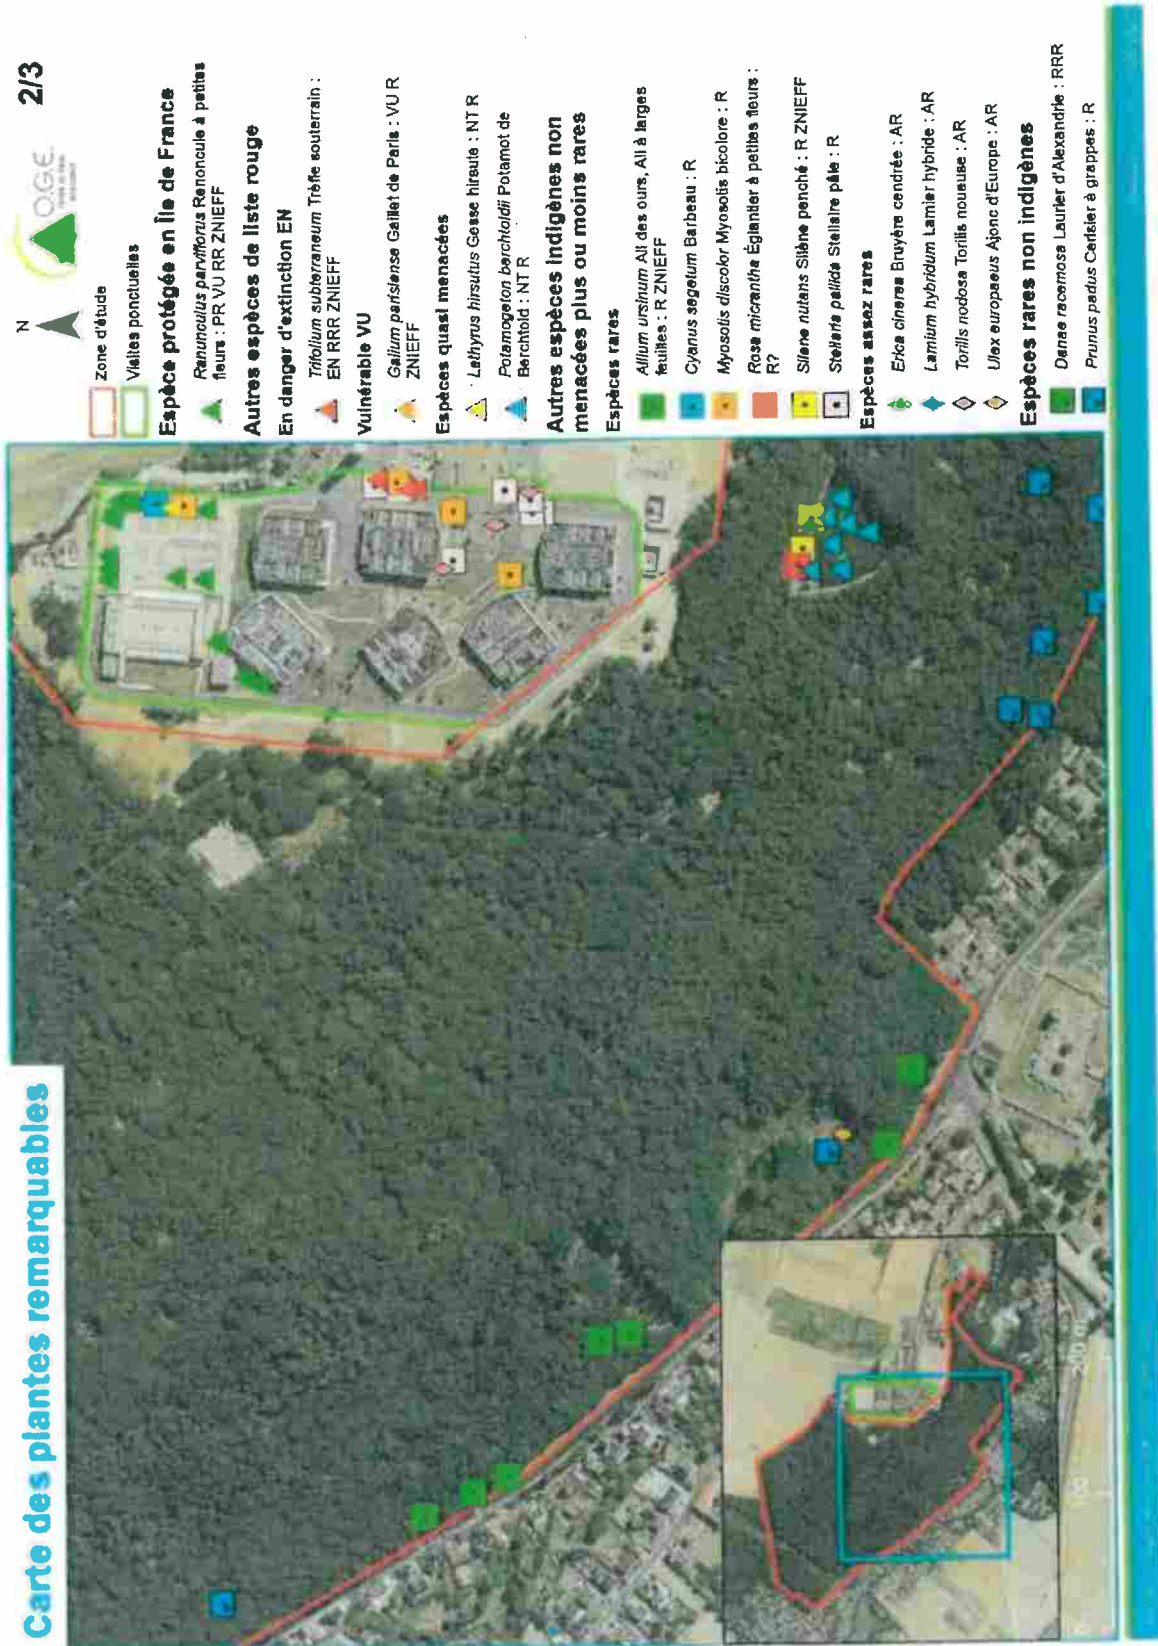 Carte des plantes remarquables
2/3
N
O.G.E.
Zone d'étude
Visites ponctuelles
Espèce protégée en Île de France
Ranunculus parviflorus Renoncule à petites
fleurs : PR VU RR ZNIEFF
Autres espèces de liste rouge
En danger d'extinction EN
Trifolium subterraneum Trèfle souterrain :
EN RRR ZNIEFF
Vulnérable VU
Galium parisiense Gaillet de Paris : VU R
ZNIEFF
Espèces quasi menacées
Lathyrus hirsutus Gesse hirsute : NT R
Potamogeton berchtoldii Potamot de
Berchtold : NT R
Autres espèces indigènes non
menacées plus ou moins rares
Espèces rares
Allium ursinum Ail des ours, Ail à larges
feuilles : R ZNIEFF
Cyanus segetum Barbeau : R
Myosotis discolor Myosotis bicolore : R
Rosa micrantha Églantier à petites fleurs :
R?
Silene nutans Silène penché : R ZNIEFF
Stellaria pallida Stellaire pâle : R
Espèces assez rares
Erica cinerea Bruyère cendrée : AR
Lamium hybridum Lamier hybride : AR
Torilis nodosa Torilis noueuse : AR
Ulex europaeus Ajonc d'Europe : AR
Espèces rares non indigènes
Danae racemosa Laurier d'Alexandrie : RRR
Prunus padus Cerisier à grappes : R